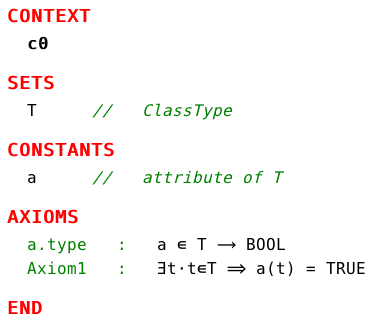 CONTEXT
c0
SETS
T // ClassType
CONSTANTS
a // attribute of T
AXIOMS
a.type : a ∈ T → BOOL
Axiom1 : ∃t·t∈T ⇒ a(t) = TRUE
END